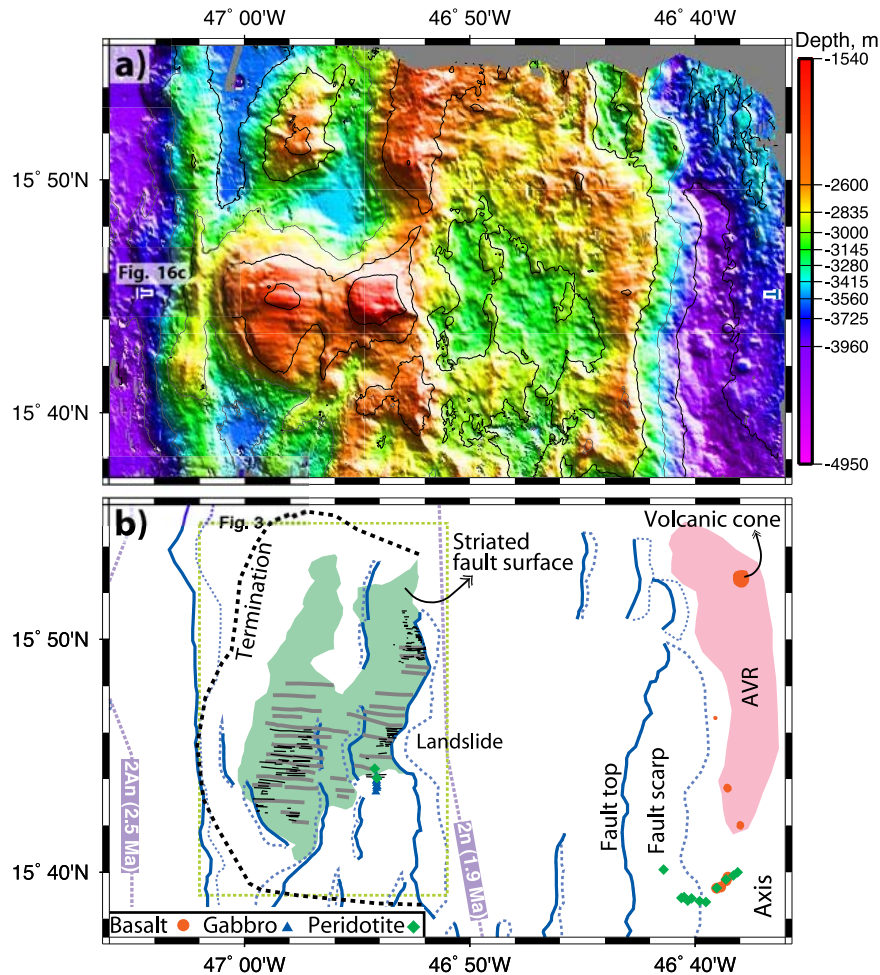 47° 00'W
46° 50'W
46° 40'W
a)
Depth, m
-1540
15° 50'N
-2600
-2835
-3000
-3145
-3280
-3415
-3560
-3725
-3960
Fig. 16c
15° 40'N
-4950
b)
Fig. 3
Volcanic cone
Termination
Striated
fault surface
15° 50'N
AVR
Landslide
2An (2.5 Ma)
2n (1.9 Ma)
Fault top
Fault scarp
15° 40'N
Axis
Basalt
Gabbro
Peridotite
47° 00'W
46° 50'W
46° 40'W